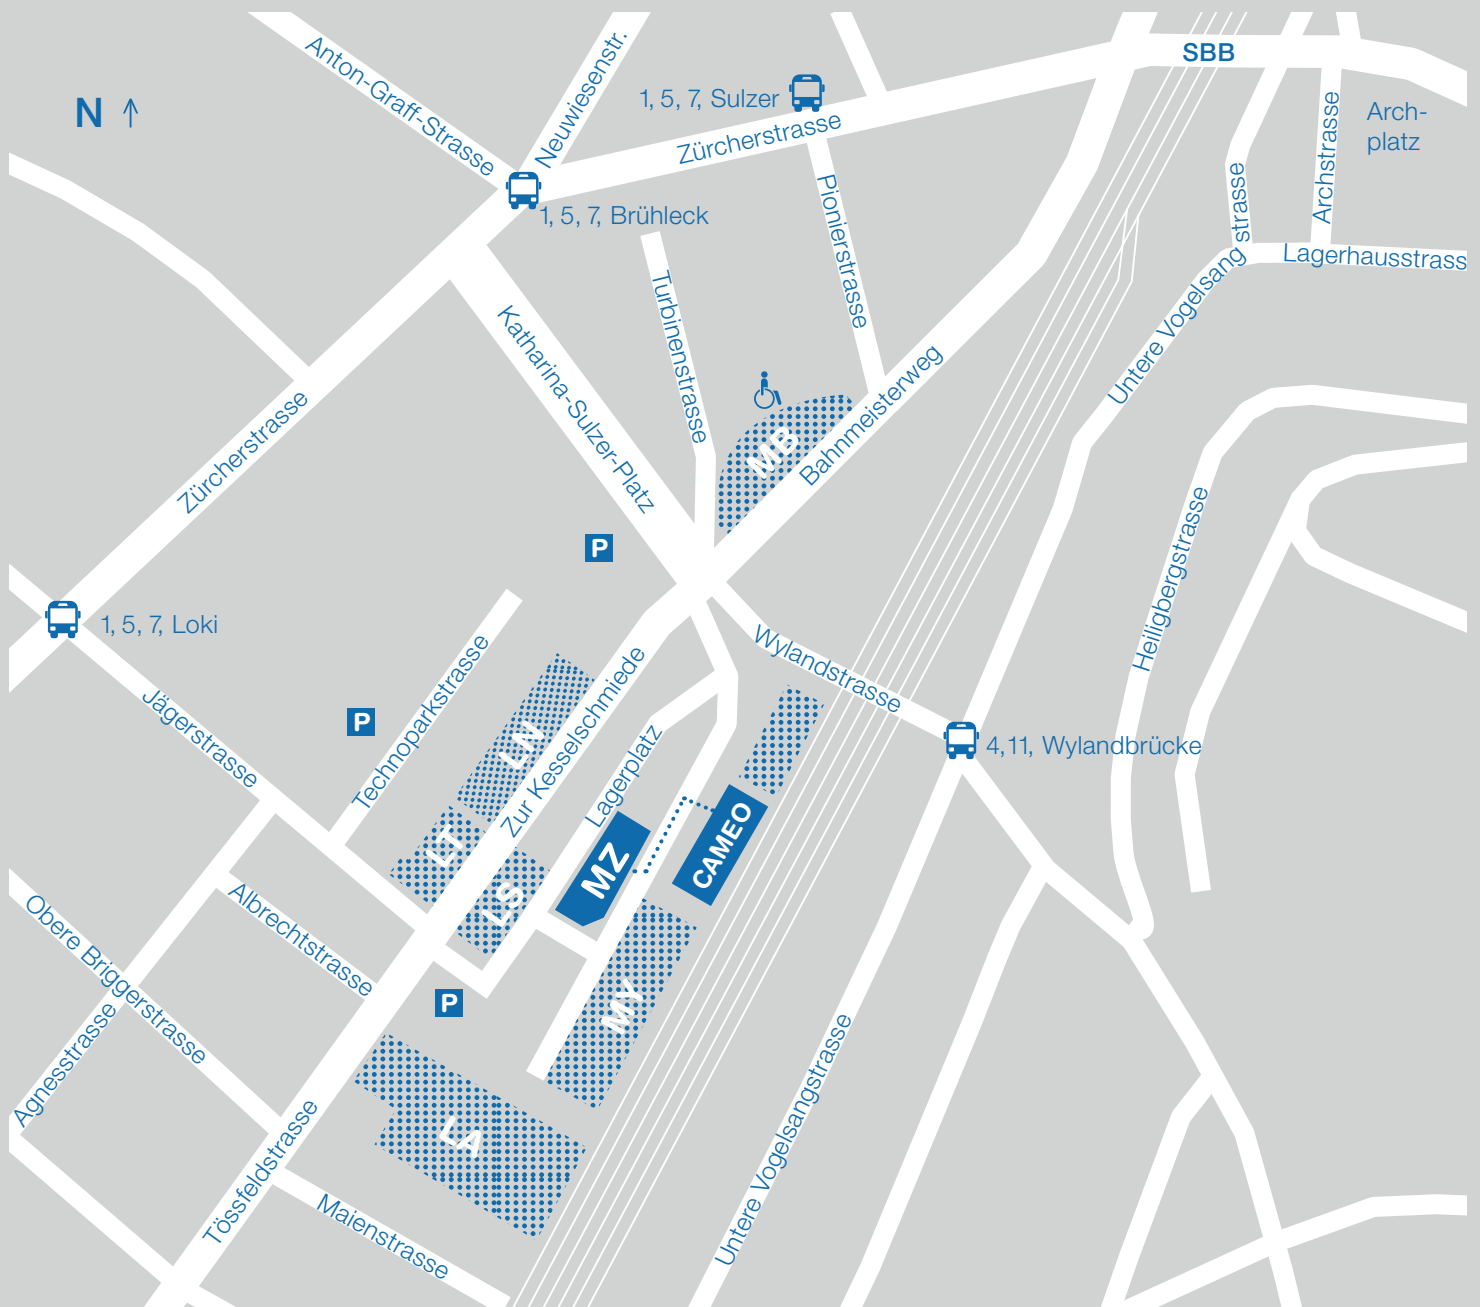 SBB
Anton-Graff-Strasse
Neuwiesenstr.
1, 5, 7, Sulzer
N
Zürcherstrasse
Arch-
platz
Archstrasse
1, 5, 7, Brühleck
Pionierstrasse
Untere Vogelsang
strasse
Lagerhausstrass
Turbinenstrasse
Katharina-Sulzer-Platz
MB
Bahnmeisterweg
Zürcherstrasse
P
Heiligbergstrasse
1, 5, 7, Loki
Wylandstrasse
Jägerstrasse
P
Technoparkstrasse
LN
Zur Kesselschmiede
Lagerplatz
4,11, Wylandbrücke
LT
LS
MZ
CAMEO
Albrechtstrasse
Obere Briggerstrasse
P
MY
Agnesstrasse
LA
Untere Vogelsangstrasse
Tössfeldstrasse
Maienstrasse